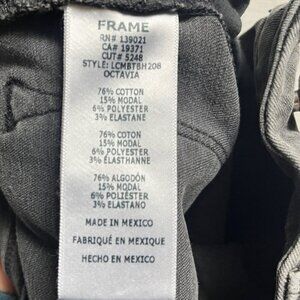 FRAME
RN# 139021
CA# 19371
CUT# 5248
STYLE: LCMBTBH208
OCTAVIA
76% COTTON
15% MODAL
6% POLYESTER
3% ELASTANE
76% COTON
15% MODAL
6% POLYESTER
3% ELASTHANNE
76% ALGODÓN
15% MODAL
6% POLIÉSTER
3% ELASTANO
MADE IN MEXICO
FABRIQUÉ EN MEXIQUE
HECHO EN MEXICO